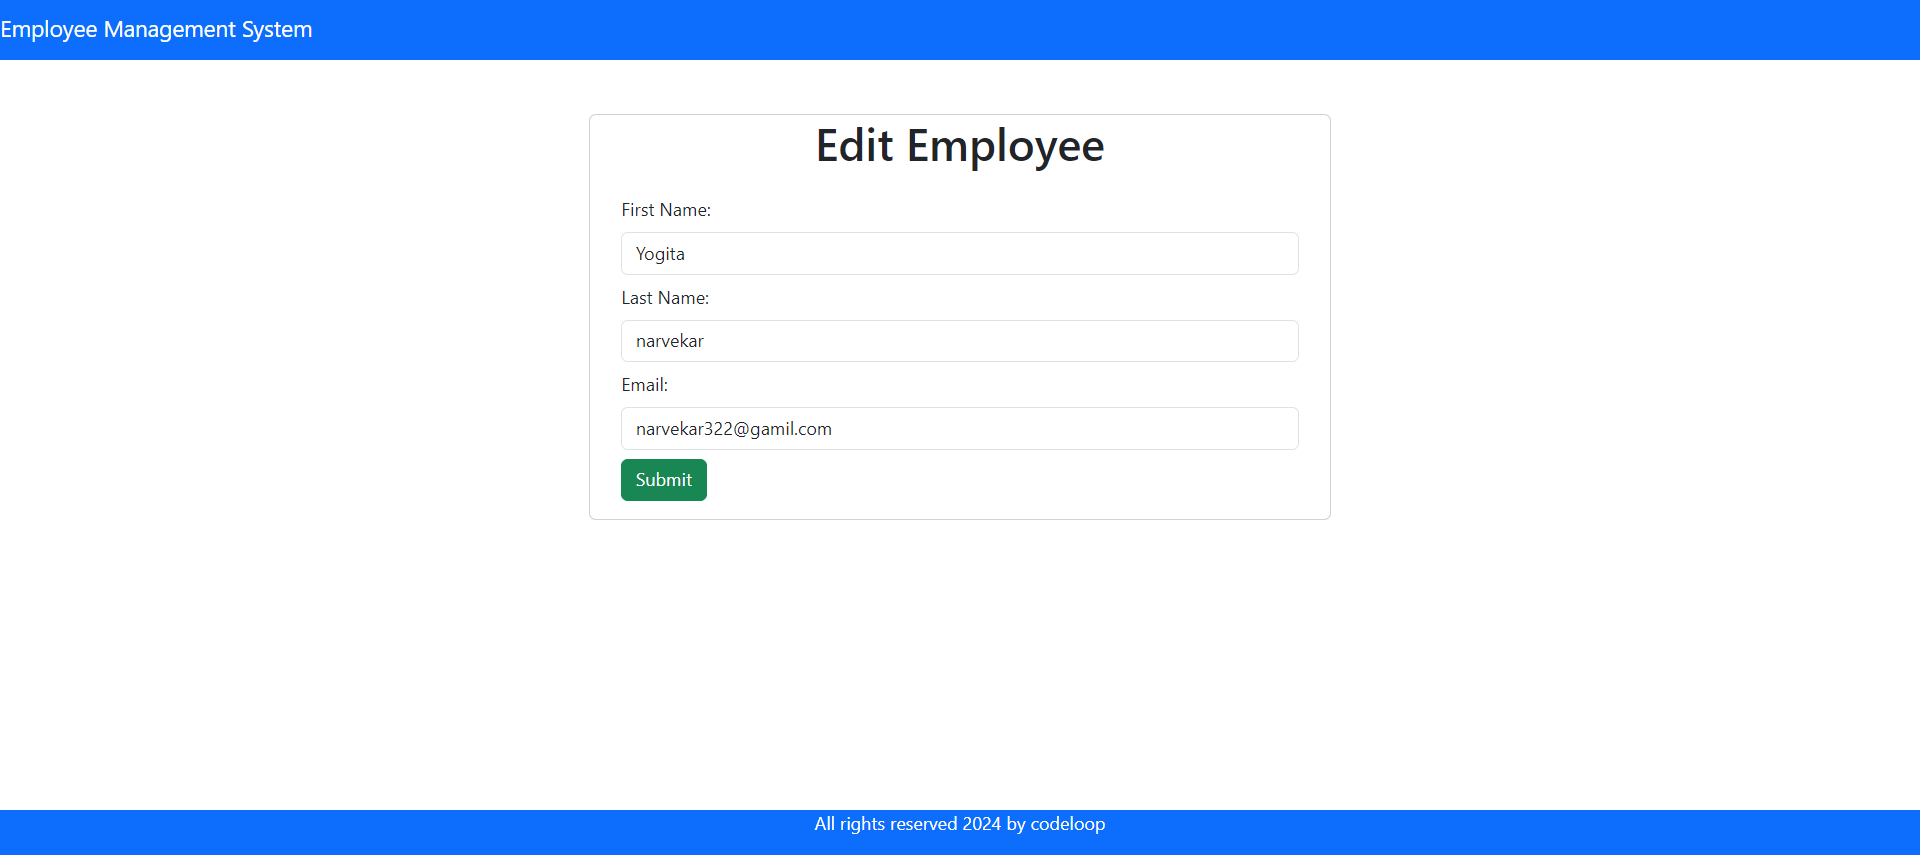 Employee Management System
Edit Employee
First Name:
Yogita
Last Name:
narvekar
Email:
narvekar322@gamil.com
Submit
All rights reserved 2024 by codeloop